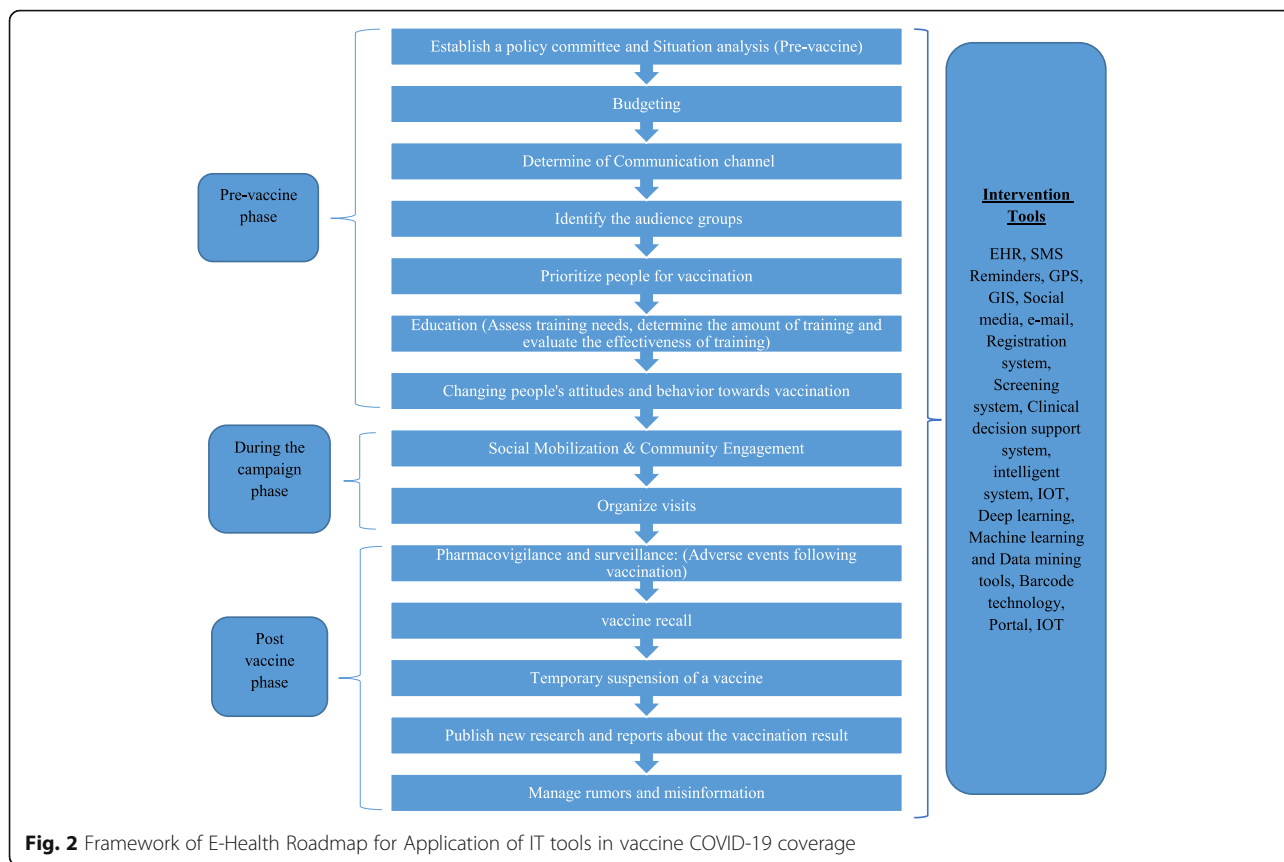 Establish a policy committee and Situation analysis (Pre-vaccine)
Budgeting
Determine of Communication channel
Identify the audience groups
Prioritize people for vaccination
Education (Assess training needs, determine the amount of training and
evaluate the effectiveness of training)
Changing people's attitudes and behavior towards vaccination
Social Mobilization & Community Engagement
Organize visits
Pharmacovigilance and surveillance: (Adverse events following
vaccination)
vaccine recall
Temporary suspension of a vaccine
Publish new research and reports about the vaccination result
Manage rumors and misinformation
Pre-vaccine
phase
During the
campaign
phase
Post
vaccine
phase
Intervention
Tools
EHR, SMS
Reminders, GPS,
GIS, Social
media, e-mail,
Registration
system,
Screening
system, Clinical
decision support
system,
intelligent
system, IOT,
Deep learning,
Machine learning
and Data mining
tools, Barcode
technology,
Portal, IOT
Fig. 2 Framework of E-Health Roadmap for Application of IT tools in vaccine COVID-19 coverage